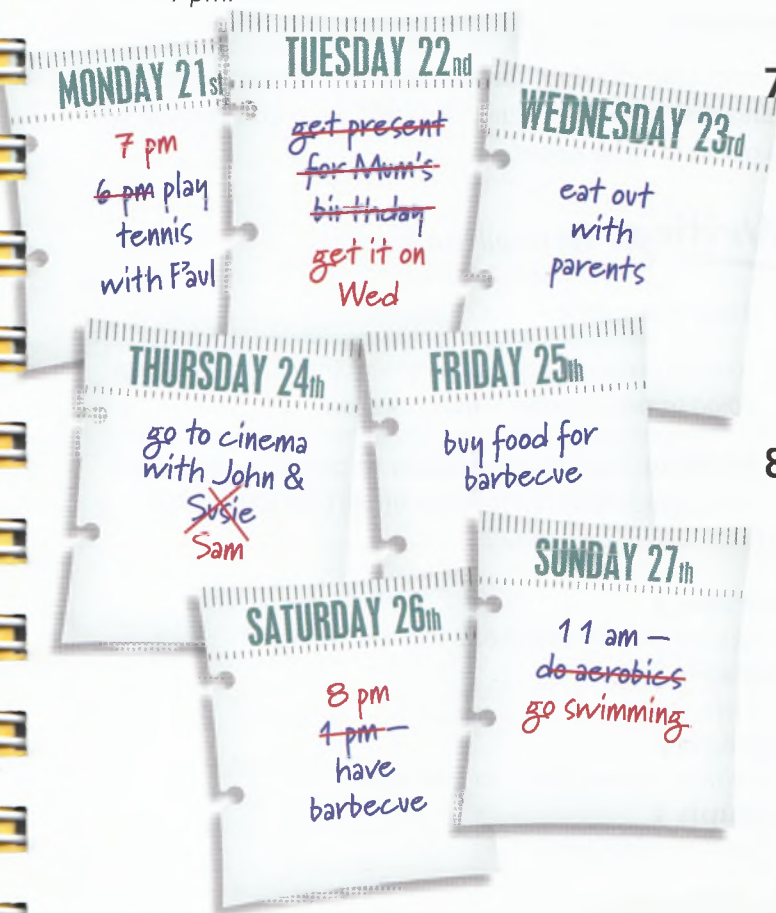 MONDAY 21st
7 pm
6 pm play
tennis
with Paul
TUESDAY 22nd
get present
for Mum's
birthday
get it on
Wed
WEDNESDAY 23rd
eat out
with
parents
THURSDAY 24th
go to cinema
with John &
Susie
Sam
FRIDAY 25th
buy food for
barbecue
SATURDAY 26th
8 pm
1 pm –
have
barbecue
SUNDAY 27th
11 am –
do aerobics
go swimming
8